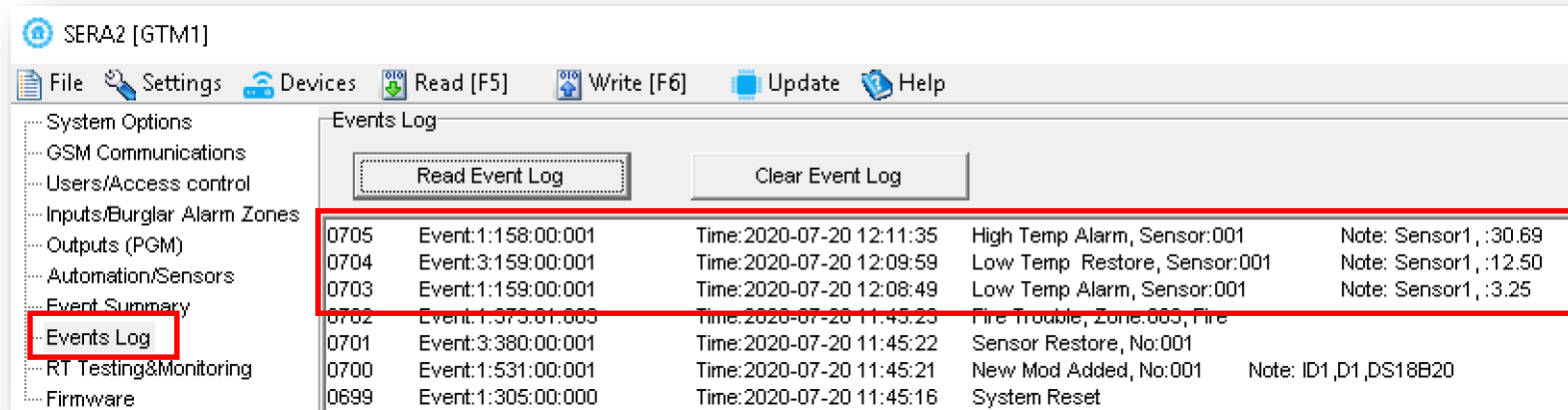 SERA2 [GTM1]
File Settings Devices Read [F5] Write [F6] Update Help
System Options
GSM Communications
Users/Access control
Inputs/Burglar Alarm Zones
Outputs (PGM)
Automation/Sensors
Event Summary
Events Log
RT Testing&Monitoring
Firmware
Events Log
Read Event Log Clear Event Log
0705 Event:1:158:00:001 Time:2020-07-20 12:11:35 High Temp Alarm, Sensor:001 Note: Sensor1, :30.69
0704 Event:3:159:00:001 Time:2020-07-20 12:09:59 Low Temp Restore, Sensor:001 Note: Sensor1, :12.50
0703 Event:1:159:00:001 Time:2020-07-20 12:08:49 Low Temp Alarm, Sensor:001 Note: Sensor1, :3.25
0702 Event:1:373:01:003 Time:2020-07-20 11:45:23 Fire Trouble, Zone:003, Fire
0701 Event:3:380:00:001 Time:2020-07-20 11:45:22 Sensor Restore, No:001
0700 Event:1:531:00:001 Time:2020-07-20 11:45:21 New Mod Added, No:001 Note: ID1,D1,DS18B20
0699 Event:1:305:00:000 Time:2020-07-20 11:45:16 System Reset